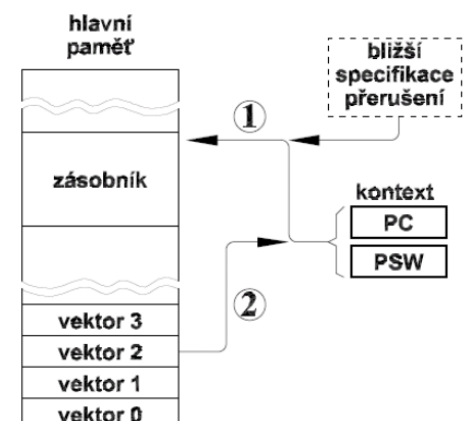 hlavní
paměť
bližší
specifikace
přerušení
1
zásobník
kontext
PC
PSW
2
vektor 3
vektor 2
vektor 1
vektor 0